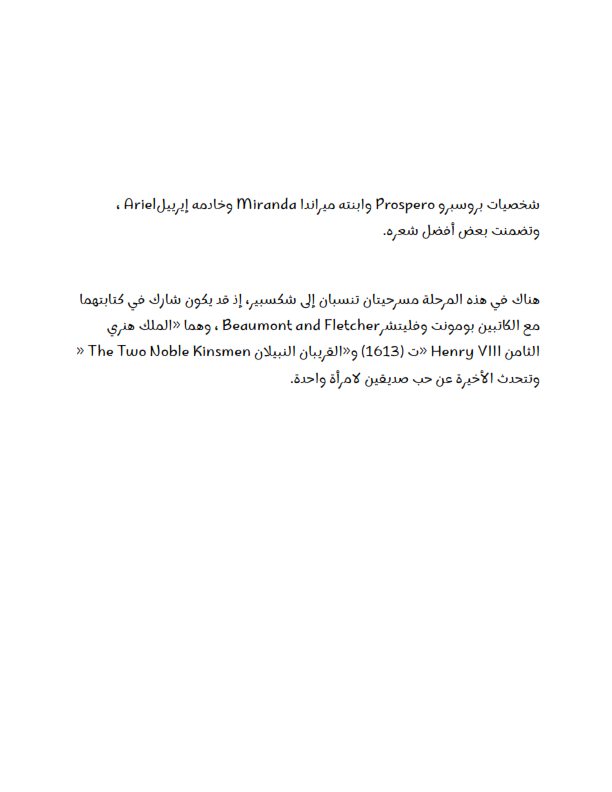 شخصيات بروسبرو Prospero وابنته ميراندا Miranda وخادمه إيرييلAriel ،
وتضمنت بعض أفضل شعره.
هناك في هذه المرحلة مسرحيتان تنسبان إلى شكسبير، إذ قد يكون شارك في كتابتهما
مع الكاتبين بومونت وفليتشرBeaumont and Fletcher ، وهما «الملك هنري
الثامن Henry VIII «ت (1613) و«القريبان النبيلان The Two Noble Kinsmen »
وتتحدث الأخيرة عن حب صديقين لامرأة واحدة.